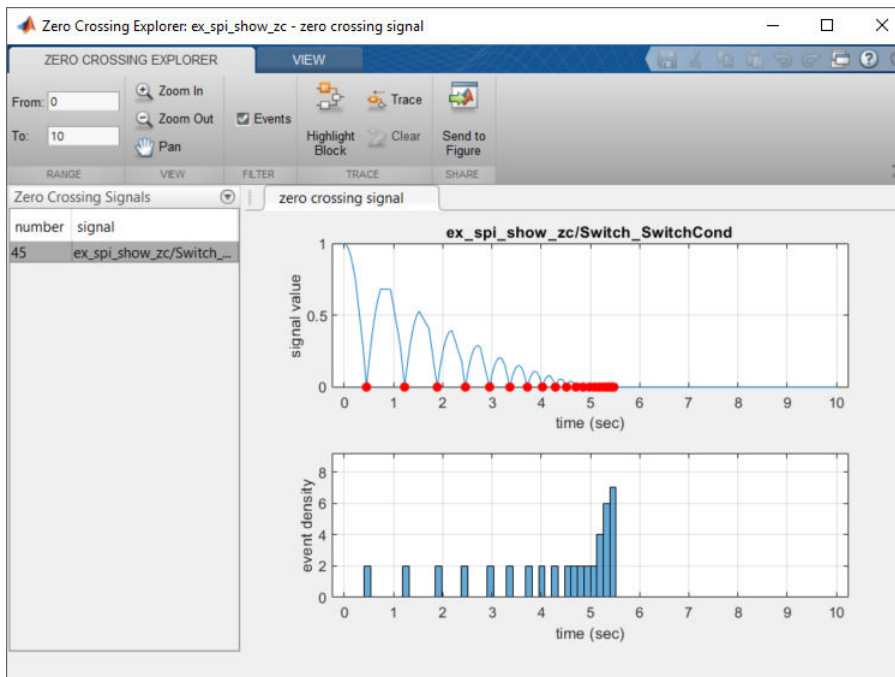 Zero Crossing Explorer: ex_spi_show_zc - zero crossing signal
ZERO CROSSING EXPLORER
VIEW
From: 0
To: 10
Zoom In
Zoom Out
Pan
Events
Highlight Block
Trace
Clear
Send to Figure
RANGE
VIEW
FILTER
TRACE
SHARE
Zero Crossing Signals
number signal
45 ex_spi_show_zc/Switch_...
zero crossing signal
ex_spi_show_zc/Switch_SwitchCond
signal value
1
0.5
0
0 1 2 3 4 5 6 7 8 9 10
time (sec)
event density
8
6
4
2
0
0 1 2 3 4 5 6 7 8 9 10
time (sec)